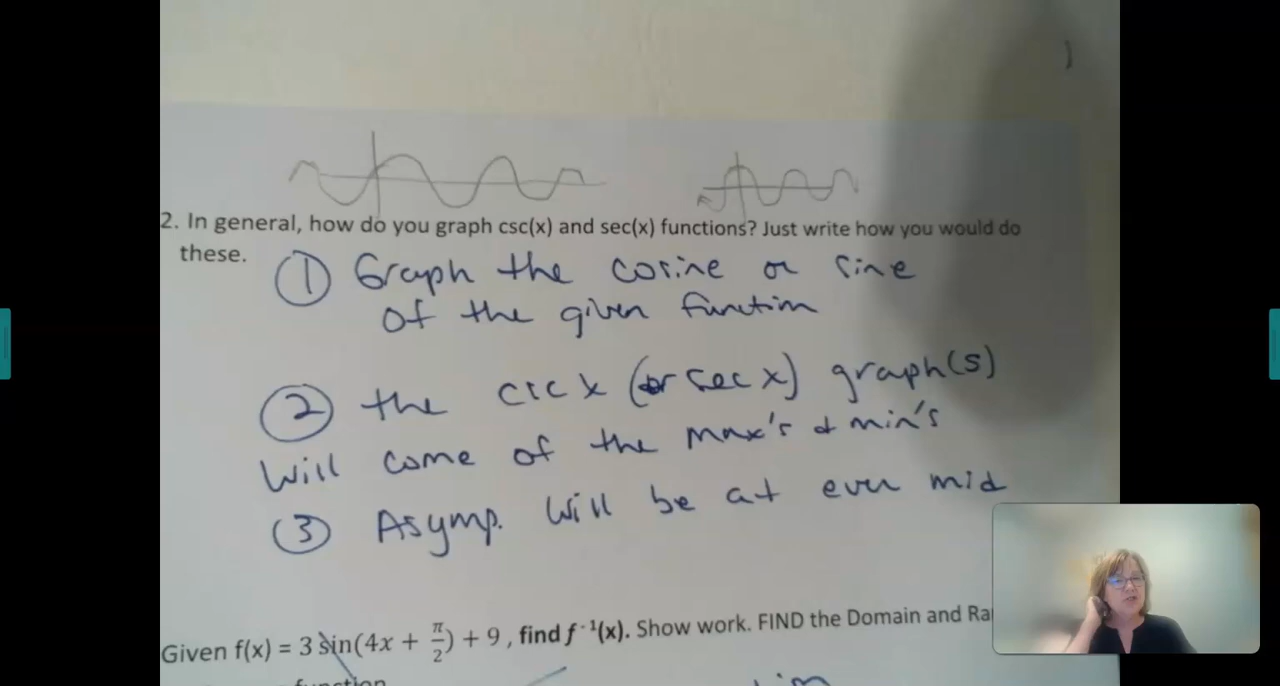 2. In general, how do you graph csc(x) and sec(x) functions? Just write how you would do
these.
① Graph the cosine or sine
of the given function
② the csc x (or sec x) graph(s)
will come of the max's & min's
③ Asymp. will be at ever mid
Given f(x) = 3 sin(4x + π/2) + 9, find f⁻¹(x). Show work. FIND the Domain and Ra
function